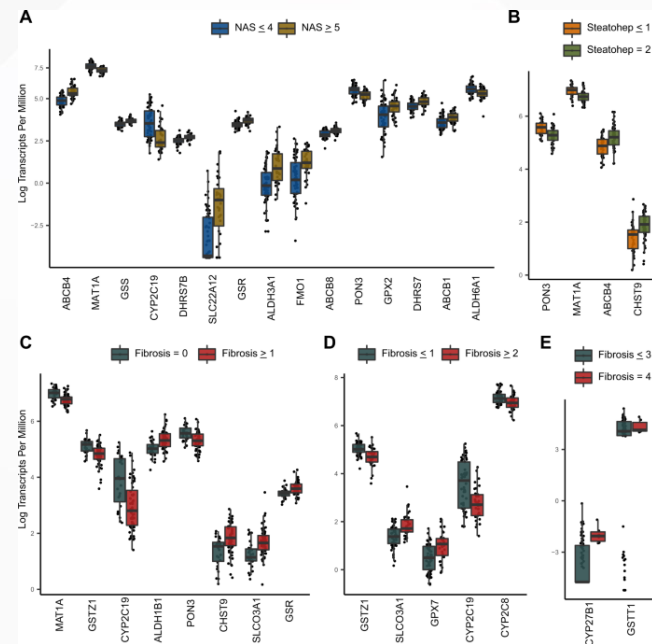 A
NAS ≤ 4
NAS ≥ 5
Log Transcripts Per Million
7.5
5.0
2.5
0.0
−2.5
ABCB4
MAT1A
GSS
CYP2C19
DHRS7B
SLC22A12
GSR
ALDH3A1
FMO1
ABCB8
PON3
GPX2
DHRS7
ABCB1
ALDH6A1
B
Steatohep ≤ 1
Steatohep = 2
6
4
2
0
PON3
MAT1A
ABCB4
CHST9
C
Fibrosis = 0
Fibrosis ≥ 1
Log Transcripts Per Million
6
4
2
0
MAT1A
GSTZ1
CYP2C19
ALDH1B1
PON3
CHST9
SLCO3A1
GSR
D
Fibrosis ≤ 1
Fibrosis ≥ 2
8
6
4
2
0
GSTZ1
SLCO3A1
GPX7
CYP2C19
CYP2C8
E
Fibrosis ≤ 3
Fibrosis = 4
3
0
−3
CYP27B1
GSTT1